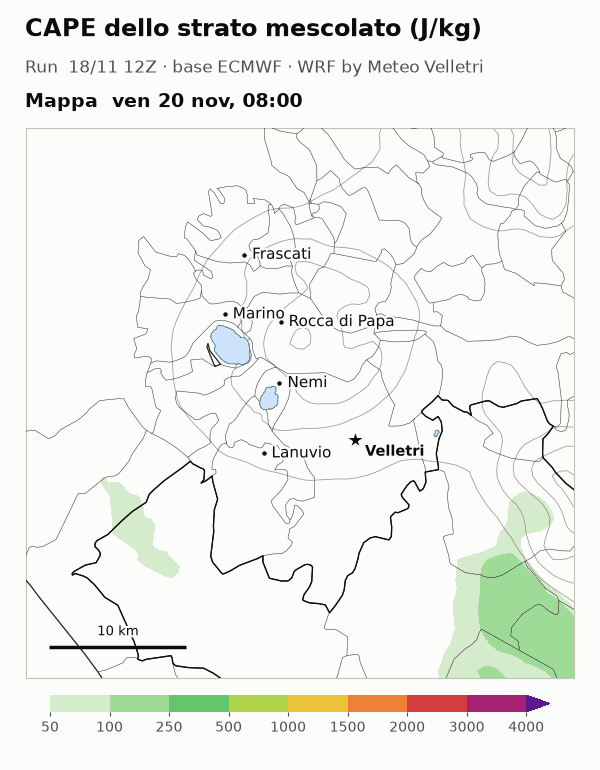 CAPE dello strato mescolato (J/kg)
Run 18/11 12Z · base ECMWF · WRF by Meteo Velletri
Mappa ven 20 nov, 08:00
Frascati
Marino
Rocca di Papa
Nemi
Velletri
Lanuvio
10 km
50 100 250 500 1000 1500 2000 3000 4000